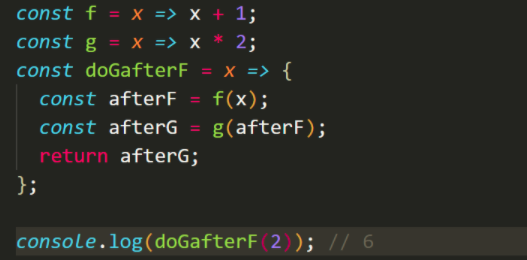 const f = x => x + 1;
const g = x => x * 2;
const doGafterF = x => {
  const afterF = f(x);
  const afterG = g(afterF);
  return afterG;
};
console.log(doGafterF(2)); // 6